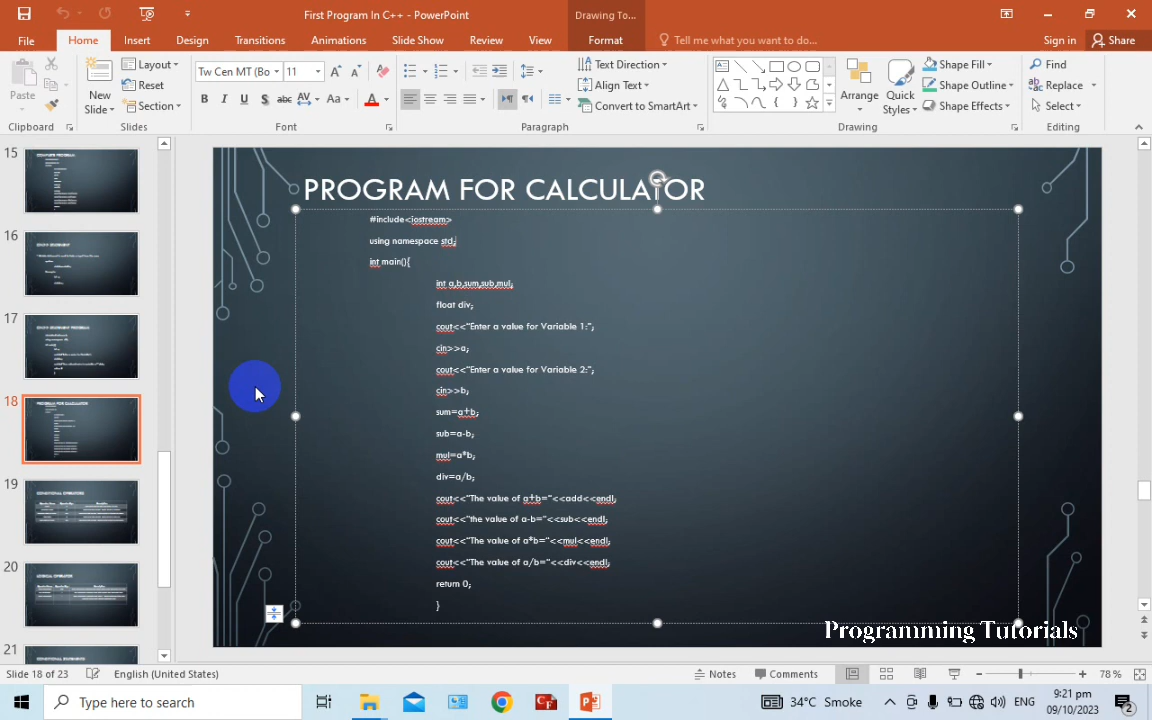 First Program In C++ - PowerPoint
Drawing To...
File
Home
Insert
Design
Transitions
Animations
Slide Show
Review
View
Format
Tell me what you want to do...
Sign in
Share
Paste
New
Slide
Layout
Reset
Section
Tw Cen MT (Bo
11
B I U S abc AV Aa A
Text Direction
Align Text
Convert to SmartArt
Arrange
Quick
Styles
Shape Fill
Shape Outline
Shape Effects
Find
Replace
Select
Clipboard
Slides
Font
Paragraph
Drawing
Editing
15
16
17
18
19
20
21
PROGRAM FOR CALCULATOR
#include<iostream>
using namespace std;
int main(){
int a,b,sum,sub,mul;
float div;
cout<<"Enter a value for Variable 1:";
cin>>a;
cout<<"Enter a value for Variable 2:";
cin>>b;
sum=a+b;
sub=a-b;
mul=a*b;
div=a/b;
cout<<"The value of a+b="<<add<<endl;
cout<<"the value of a-b="<<sub<<endl;
cout<<"The value of a*b="<<mul<<endl;
cout<<"The value of a/b="<<div<<endl;
return 0;
}
Programming Tutorials
Slide 18 of 23
English (United States)
Notes
Comments
78 %
Type here to search
34°C Smoke
ENG
9:21 pm
09/10/2023
2